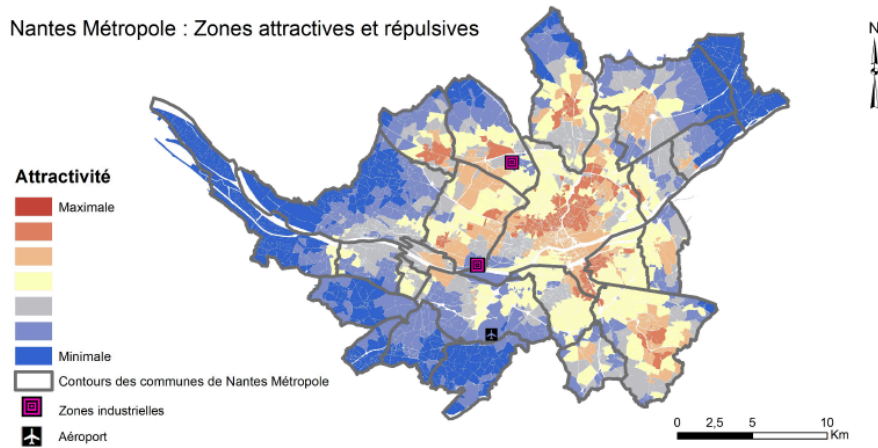 Nantes Métropole : Zones attractives et répulsives
N
Attractivité
Maximale
Minimale
Contours des communes de Nantes Métropole
Zones industrielles
Aéroport
0 2,5 5 10
Km